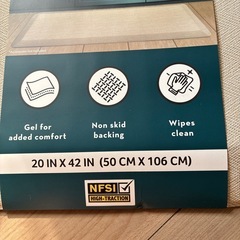 Gel for
added comfort
Non skid
backing
Wipes
clean
20 IN X 42 IN (50 CM X 106 CM)
NFSI
HIGH-TRACTION